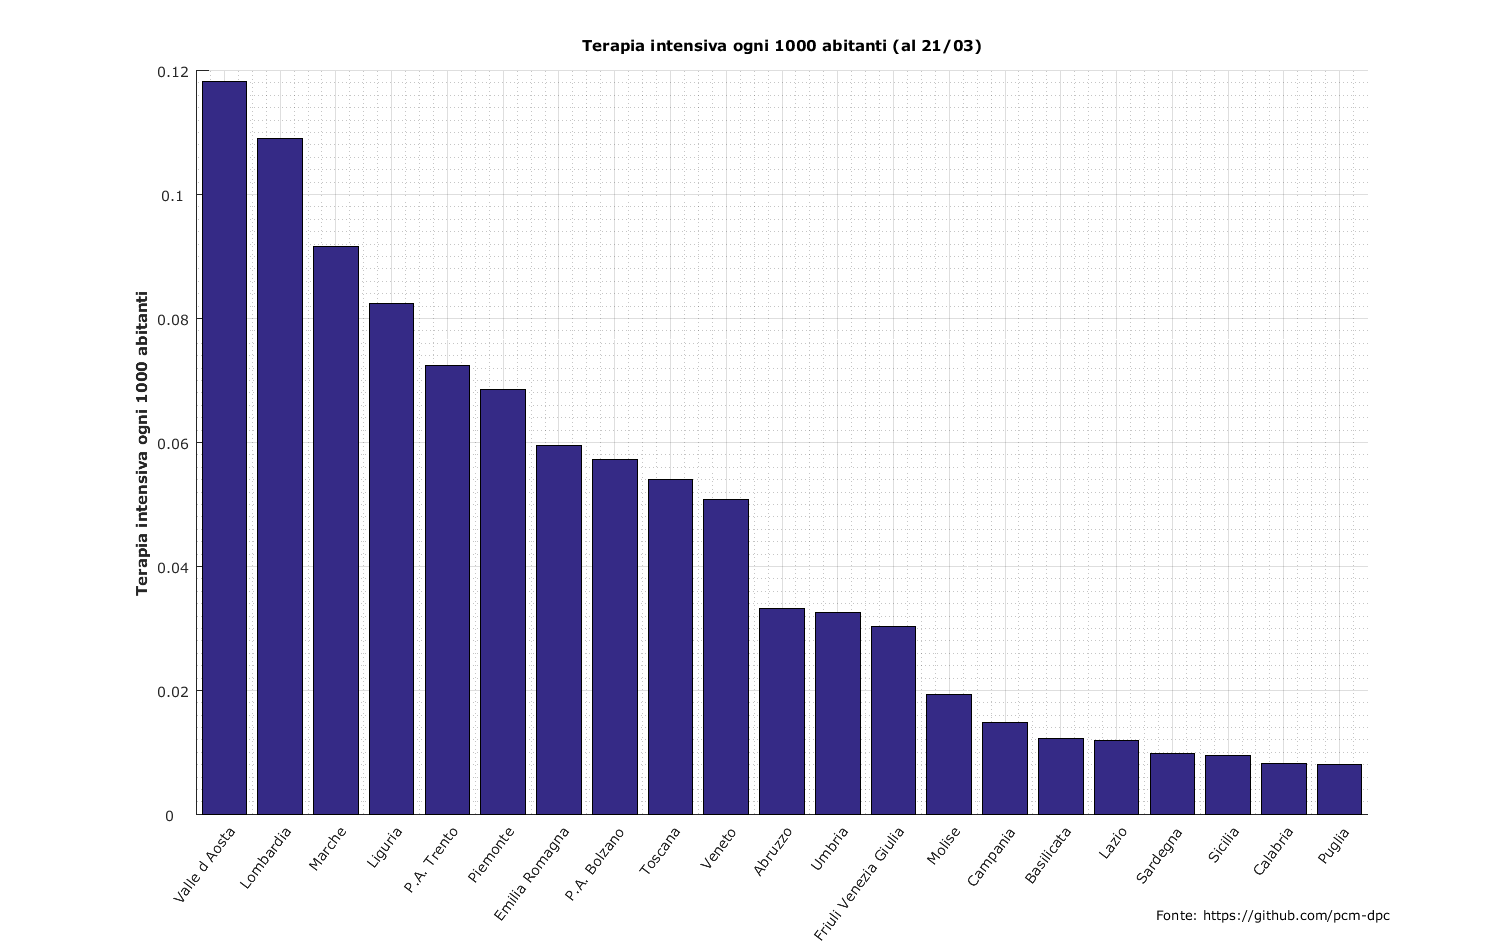 Terapia intensiva ogni 1000 abitanti (al 21/03)
Terapia intensiva ogni 1000 abitanti
0.12
0.1
0.08
0.06
0.04
0.02
0
Valle d Aosta
Lombardia
Marche
Liguria
P.A. Trento
Piemonte
Emilia Romagna
P.A. Bolzano
Toscana
Veneto
Abruzzo
Umbria
Friuli Venezia Giulia
Molise
Campania
Basilicata
Lazio
Sardegna
Sicilia
Calabria
Puglia
Fonte: https://github.com/pcm-dpc